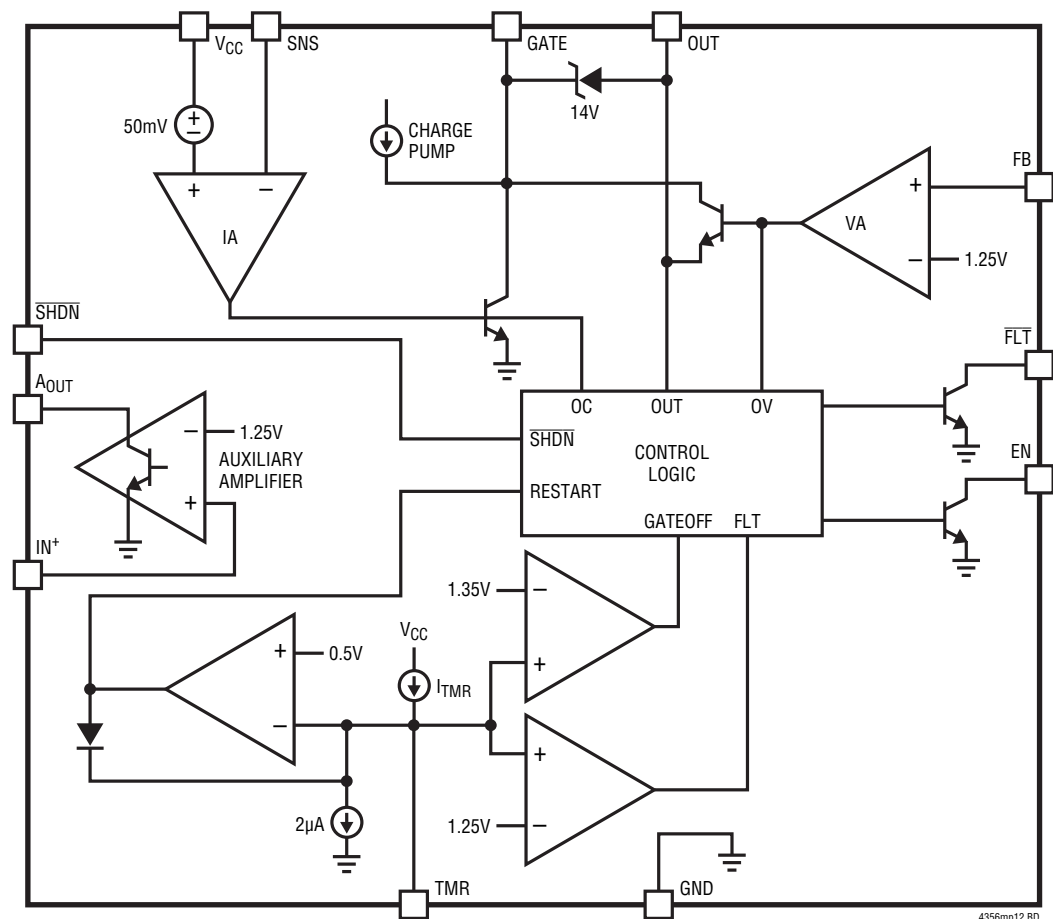 VCC
SNS
GATE
OUT
50mV
+
−
14V
CHARGE
PUMP
FB
+
−
IA
+
VA
−
1.25V
SHDN
FLT
AOUT
OC
OUT
OV
−
1.25V
SHDN
AUXILIARY
AMPLIFIER
CONTROL
LOGIC
EN
+
RESTART
GATEOFF
FLT
IN+
1.35V
−
VCC
+
0.5V
ITMR
+
−
+
2µA
1.25V
−
TMR
GND
4356mp12 BD